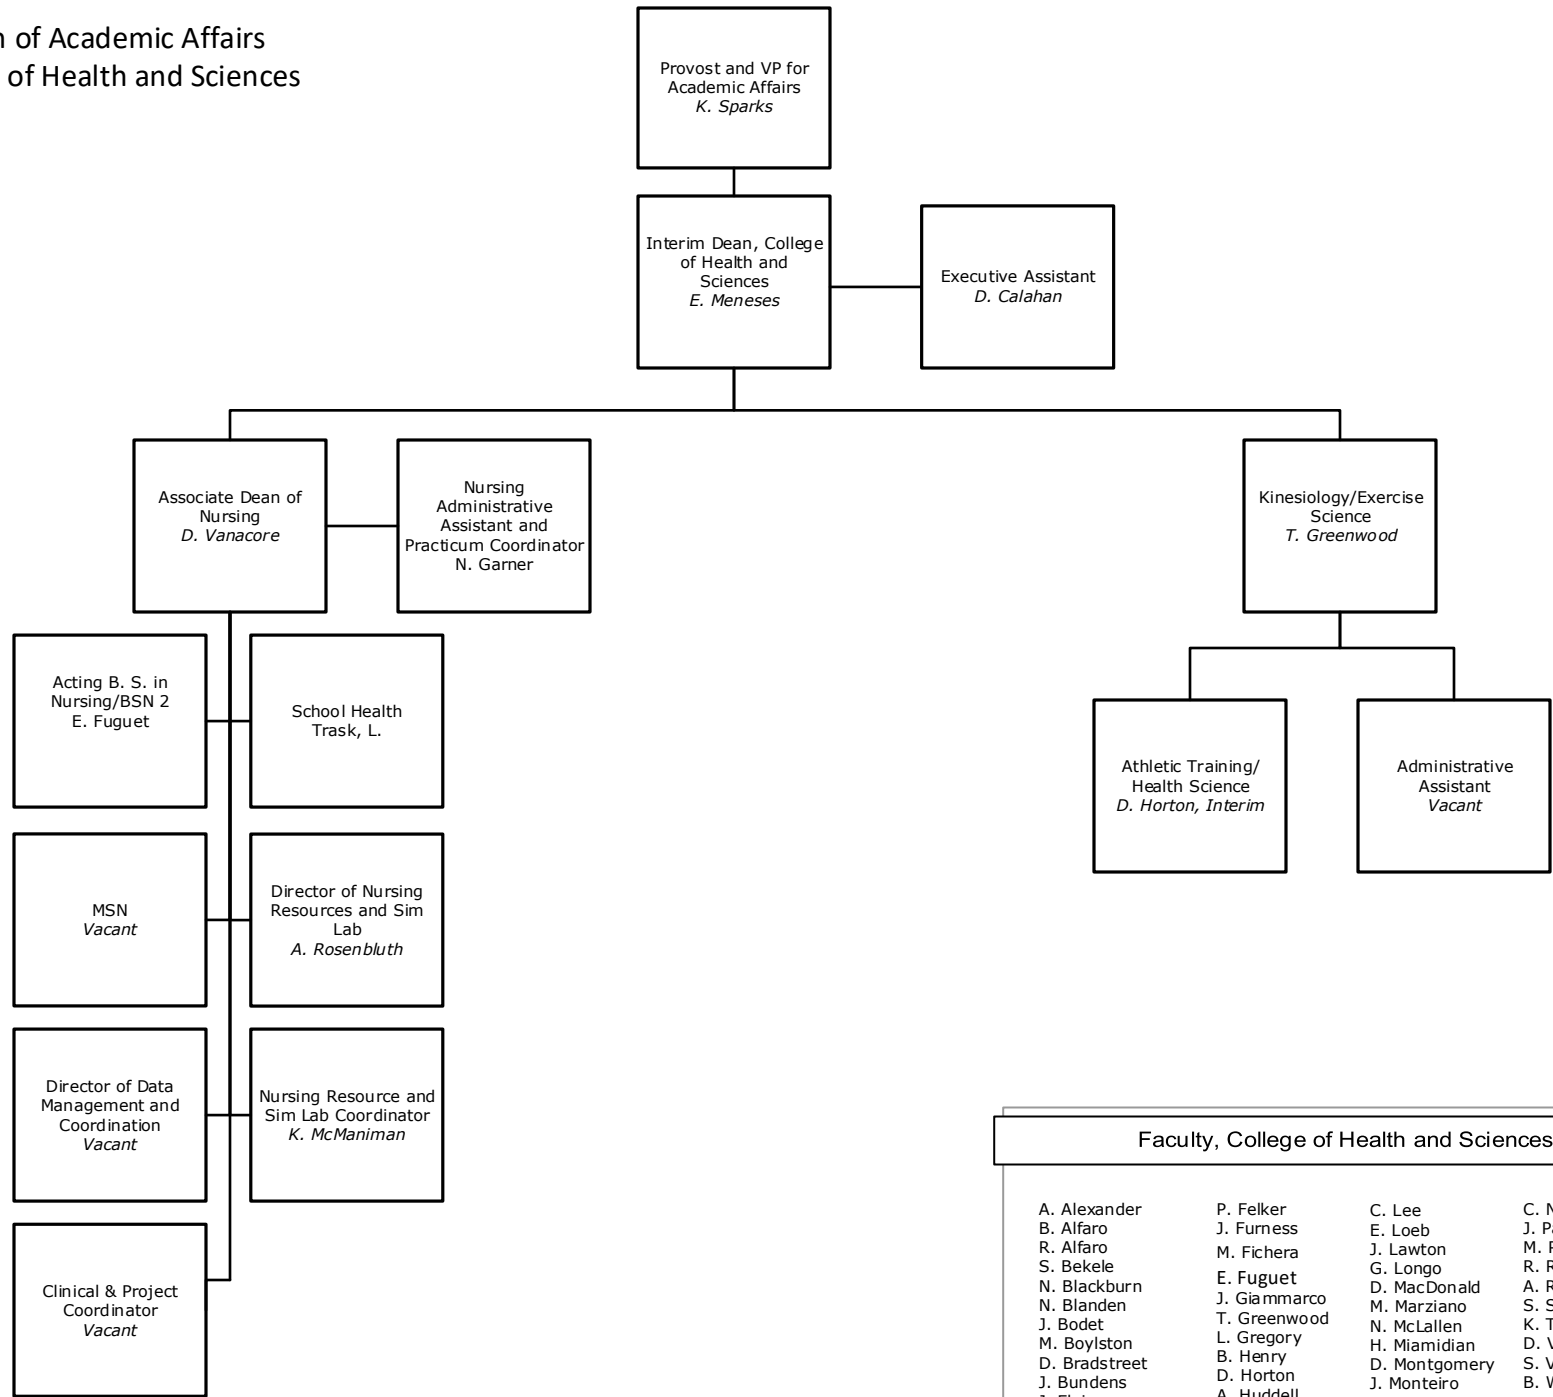 of Academic Affairs
of Health and Sciences
Provost and VP for
Academic Affairs
K. Sparks
Interim Dean, College
of Health and
Sciences
E. Meneses
Executive Assistant
D. Calahan
Associate Dean of
Nursing
D. Vanacore
Nursing
Administrative
Assistant and
Practicum Coordinator
N. Garner
Kinesiology/Exercise
Science
T. Greenwood
Acting B. S. in
Nursing/BSN 2
E. Fuguet
School Health
Trask, L.
Athletic Training/
Health Science
D. Horton, Interim
Administrative
Assistant
Vacant
MSN
Vacant
Director of Nursing
Resources and Sim
Lab
A. Rosenbluth
Director of Data
Management and
Coordination
Vacant
Nursing Resource and
Sim Lab Coordinator
K. McManiman
Clinical & Project
Coordinator
Vacant
Faculty, College of Health and Sciences
A. Alexander
B. Alfaro
R. Alfaro
S. Bekele
N. Blackburn
N. Blanden
J. Bodet
M. Boylston
D. Bradstreet
J. Bundens
P. Felker
J. Furness
M. Fichera
E. Fuguet
J. Giammarco
T. Greenwood
L. Gregory
B. Henry
D. Horton
A. Huddell
C. Lee
E. Loeb
J. Lawton
G. Longo
D. MacDonald
M. Marziano
N. McLallen
H. Miamidian
D. Montgomery
J. Monteiro
C.
J.
M.
R.
A.
S.
K.
D.
S.
B.